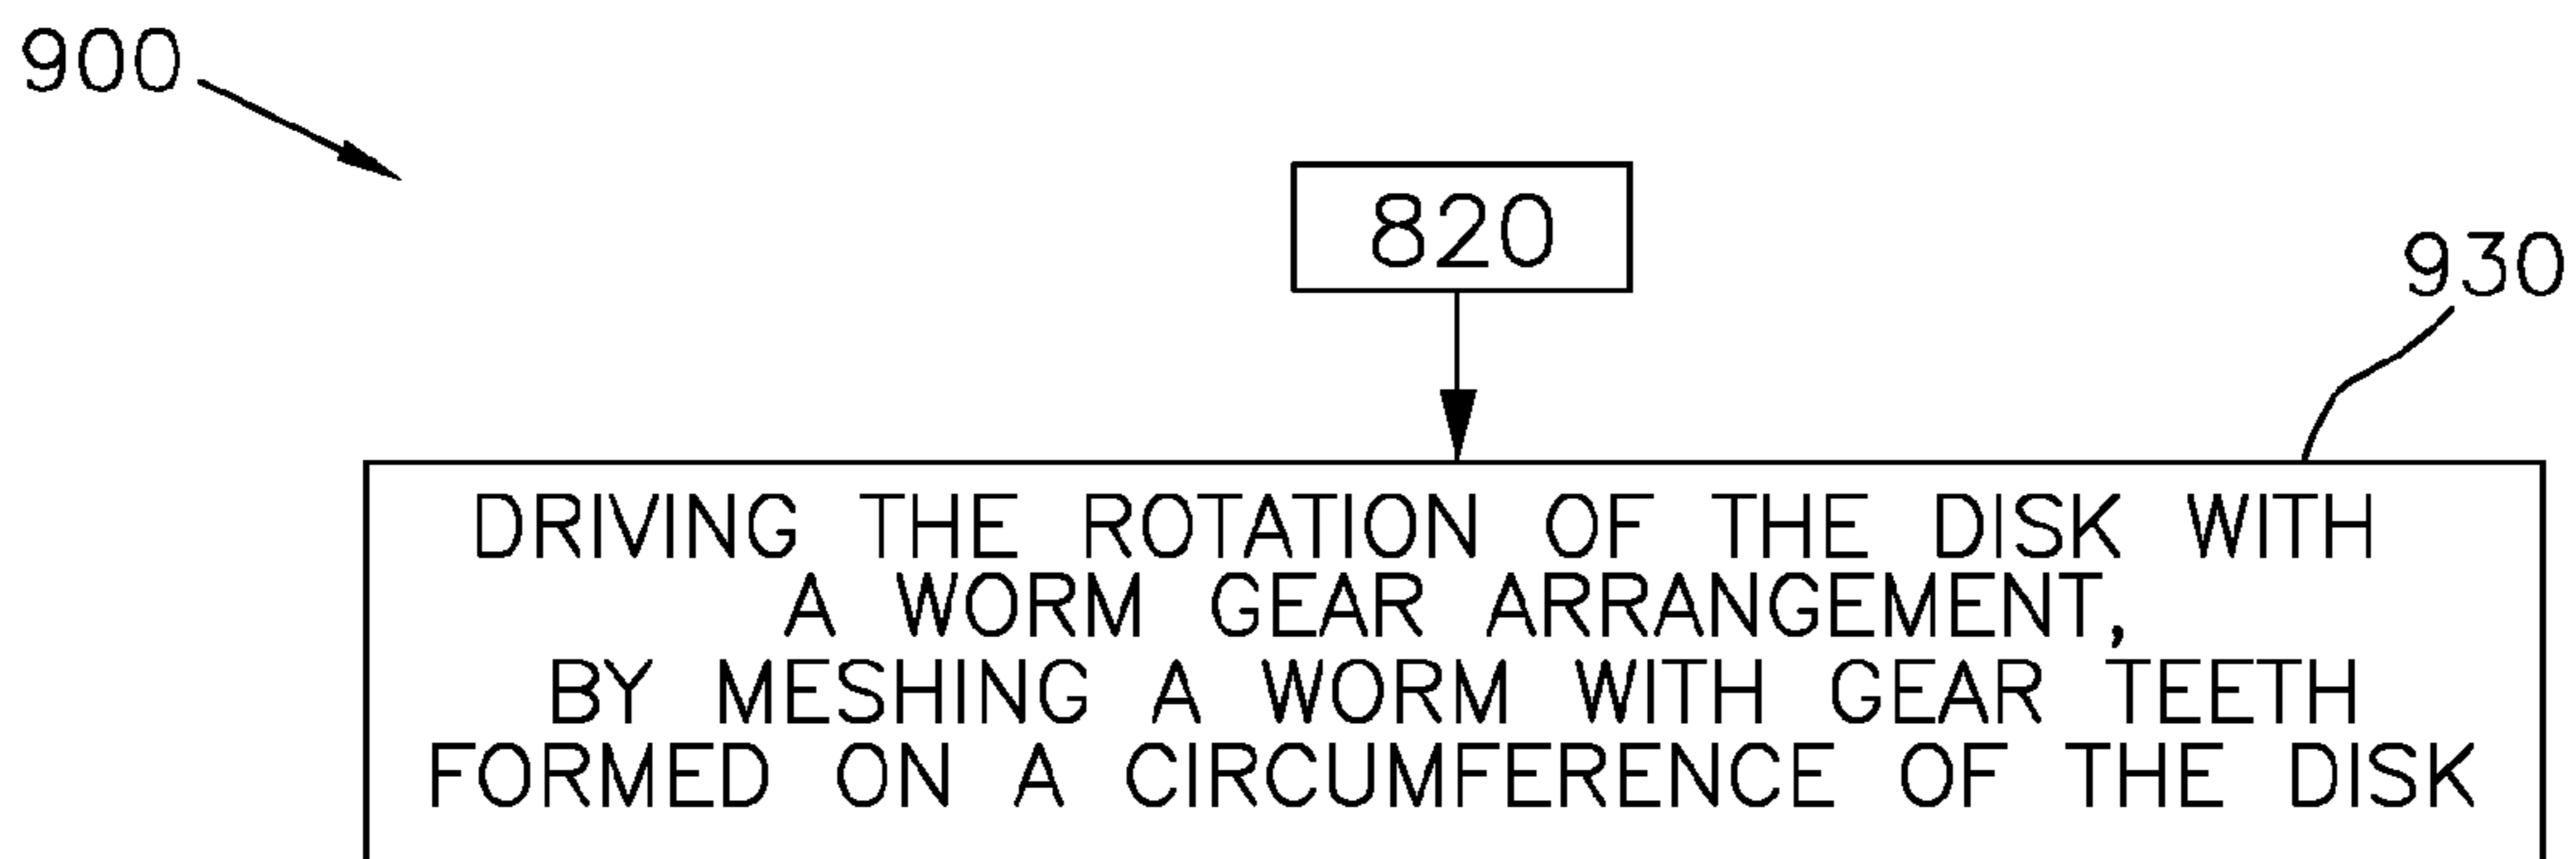 900
820
930
DRIVING THE ROTATION OF THE DISK WITH
A WORM GEAR ARRANGEMENT,
BY MESHING A WORM WITH GEAR TEETH
FORMED ON A CIRCUMFERENCE OF THE DISK